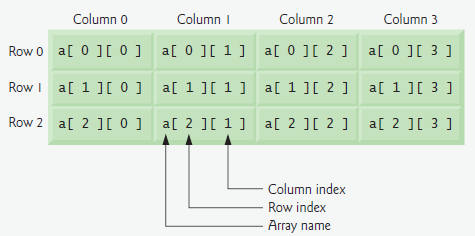 Column 0 Column 1 Column 2 Column 3
Row 0 a[ 0 ][ 0 ] a[ 0 ][ 1 ] a[ 0 ][ 2 ] a[ 0 ][ 3 ]
Row 1 a[ 1 ][ 0 ] a[ 1 ][ 1 ] a[ 1 ][ 2 ] a[ 1 ][ 3 ]
Row 2 a[ 2 ][ 0 ] a[ 2 ][ 1 ] a[ 2 ][ 2 ] a[ 2 ][ 3 ]
Column index
Row index
Array name